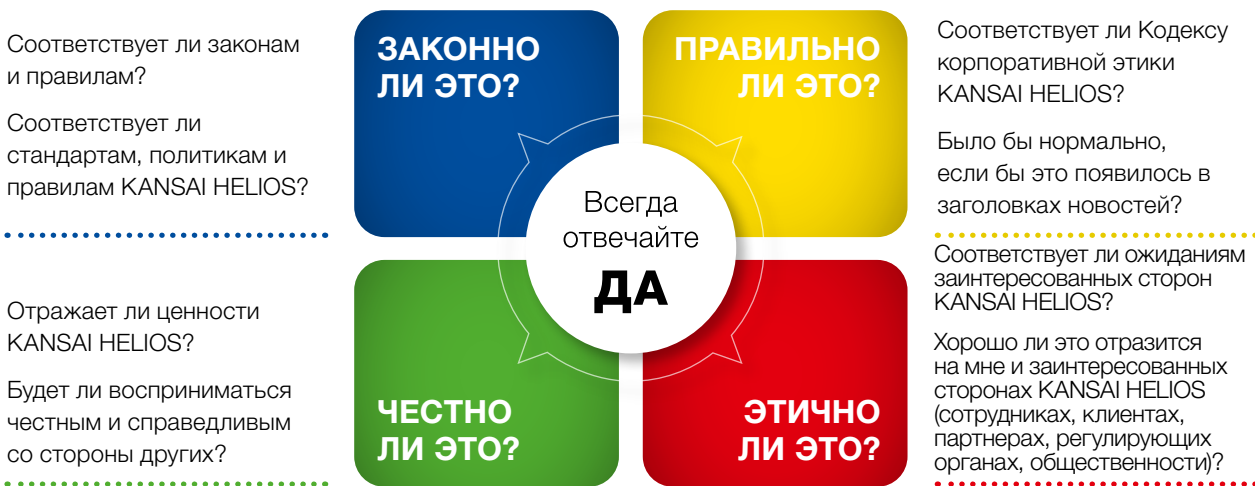 Соответствует ли законам
и правилам?
Соответствует ли
стандартам, политикам и
правилам KANSAI HELIOS?
ЗАКОННО
ЛИ ЭТО?
ПРАВИЛЬНО
ЛИ ЭТО?
Соответствует ли Кодексу
корпоративной этики
KANSAI HELIOS?
Было бы нормально,
если бы это появилось в
заголовках новостей?
Всегда
отвечайте
ДА
Отражает ли ценности
KANSAI HELIOS?
Будет ли восприниматься
честным и справедливым
со стороны других?
ЧЕСТНО
ЛИ ЭТО?
ЭТИЧНО
ЛИ ЭТО?
Соответствует ли ожиданиям
заинтересованных сторон
KANSAI HELIOS?
Хорошо ли это отразится
на мне и заинтересованных
сторонах KANSAI HELIOS
(сотрудниках, клиентах,
партнерах, регулирующих
органах, общественности)?